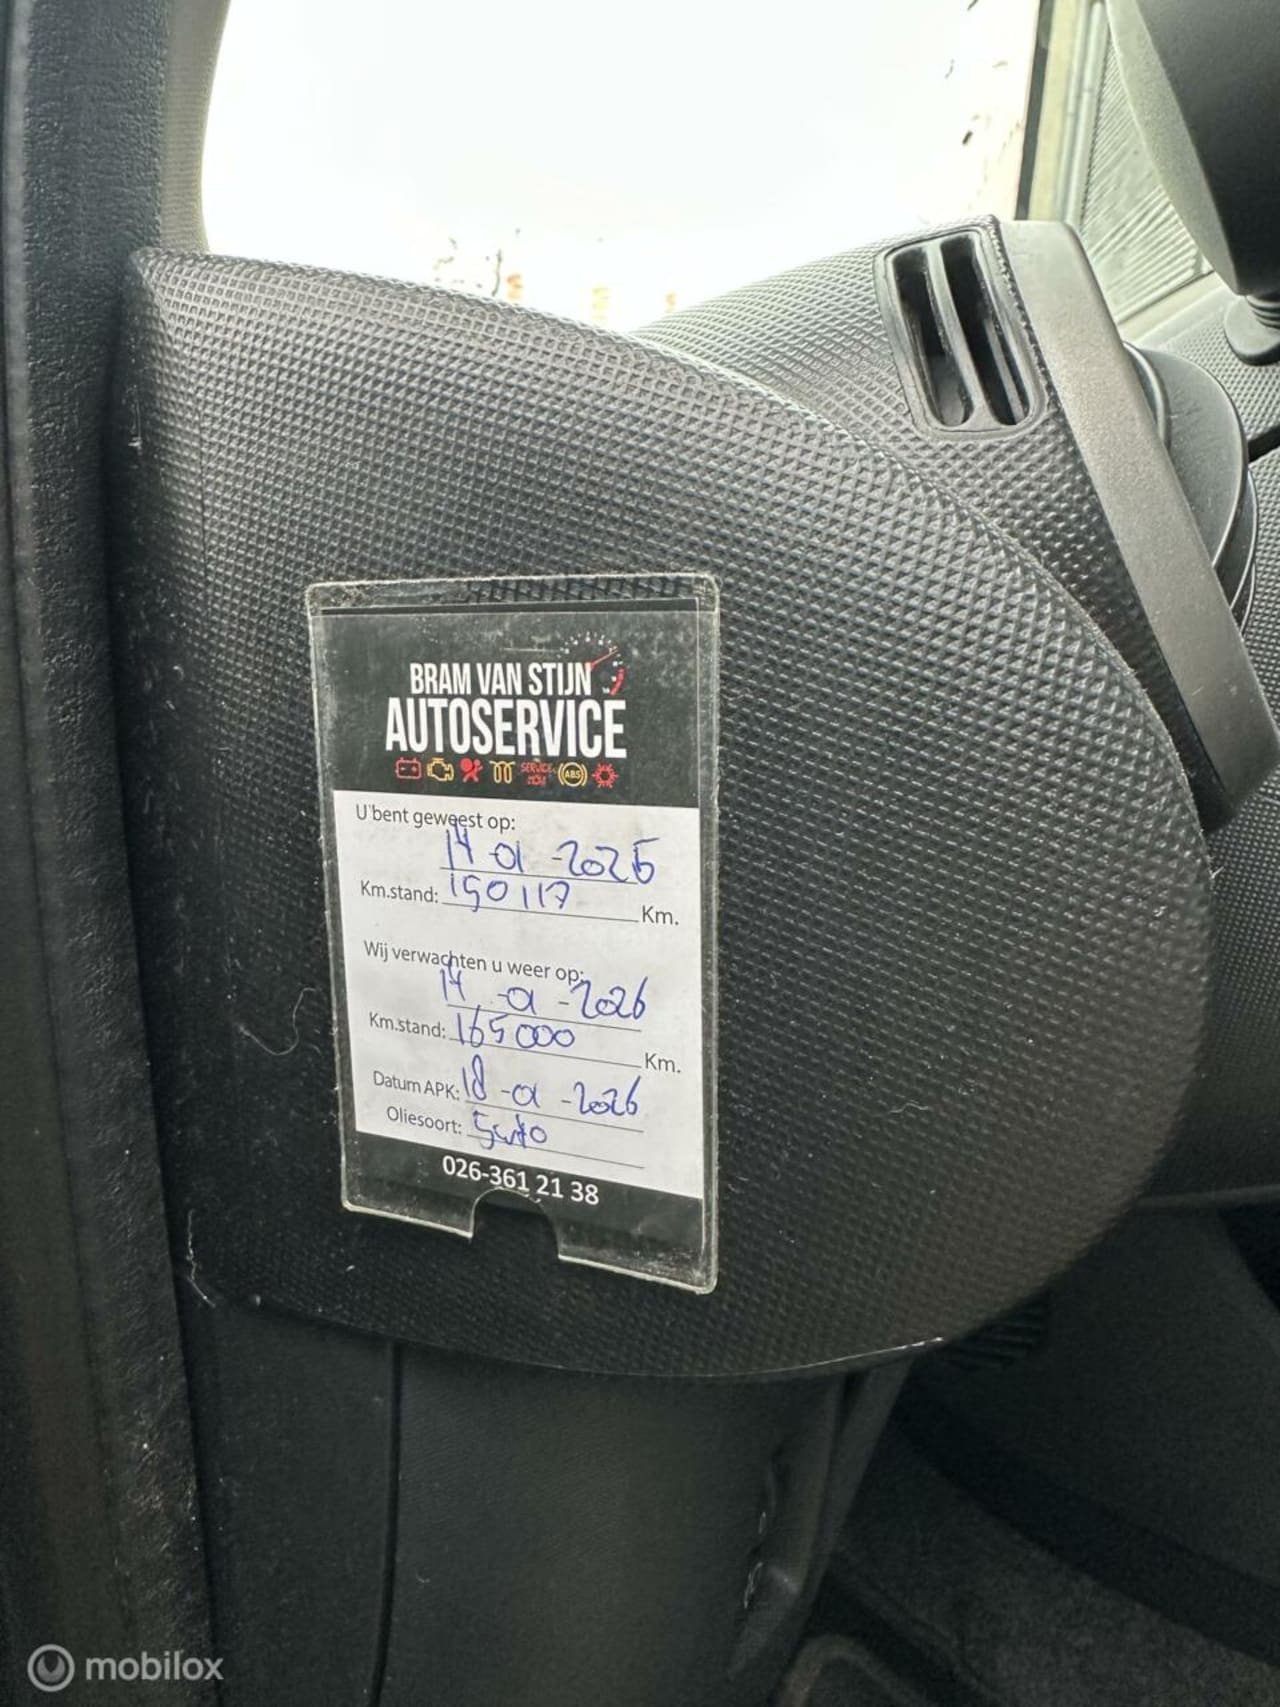 BRAM VAN STIJN
AUTOSERVICE
SERVICE ABS
U bent geweest op:
14-01-2025
Km.stand: 150117 Km.
Wij verwachten u weer op:
14-01-2026
Km.stand: 165000 Km.
Datum APK: 18-01-2026
Oliesoort: 5w40
026-361 21 38
mobilox